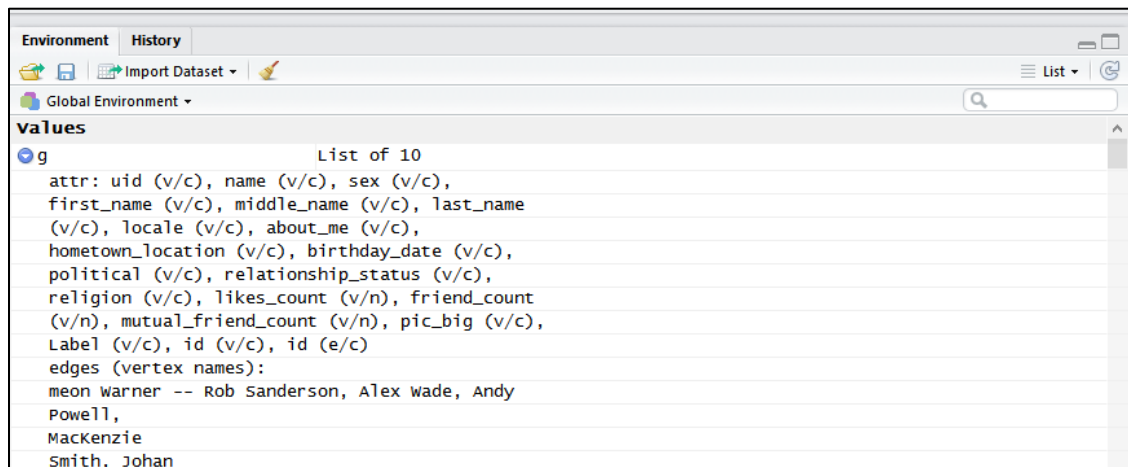 Environment History
Import Dataset List
Global Environment
Values
g List of 10
attr: uid (v/c), name (v/c), sex (v/c),
first_name (v/c), middle_name (v/c), last_name
(v/c), locale (v/c), about_me (v/c),
hometown_location (v/c), birthday_date (v/c),
political (v/c), relationship_status (v/c),
religion (v/c), likes_count (v/n), friend_count
(v/n), mutual_friend_count (v/n), pic_big (v/c),
Label (v/c), id (v/c), id (e/c)
edges (vertex names):
meon Warner -- Rob Sanderson, Alex Wade, Andy
Powell,
MacKenzie
Smith, Johan